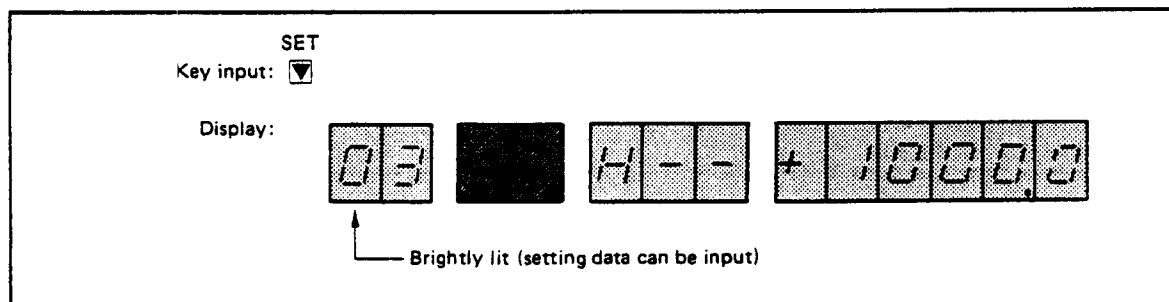 SET
Key input: ▼
Display: 03 H-- +1000.0
Brightly lit (setting data can be input)